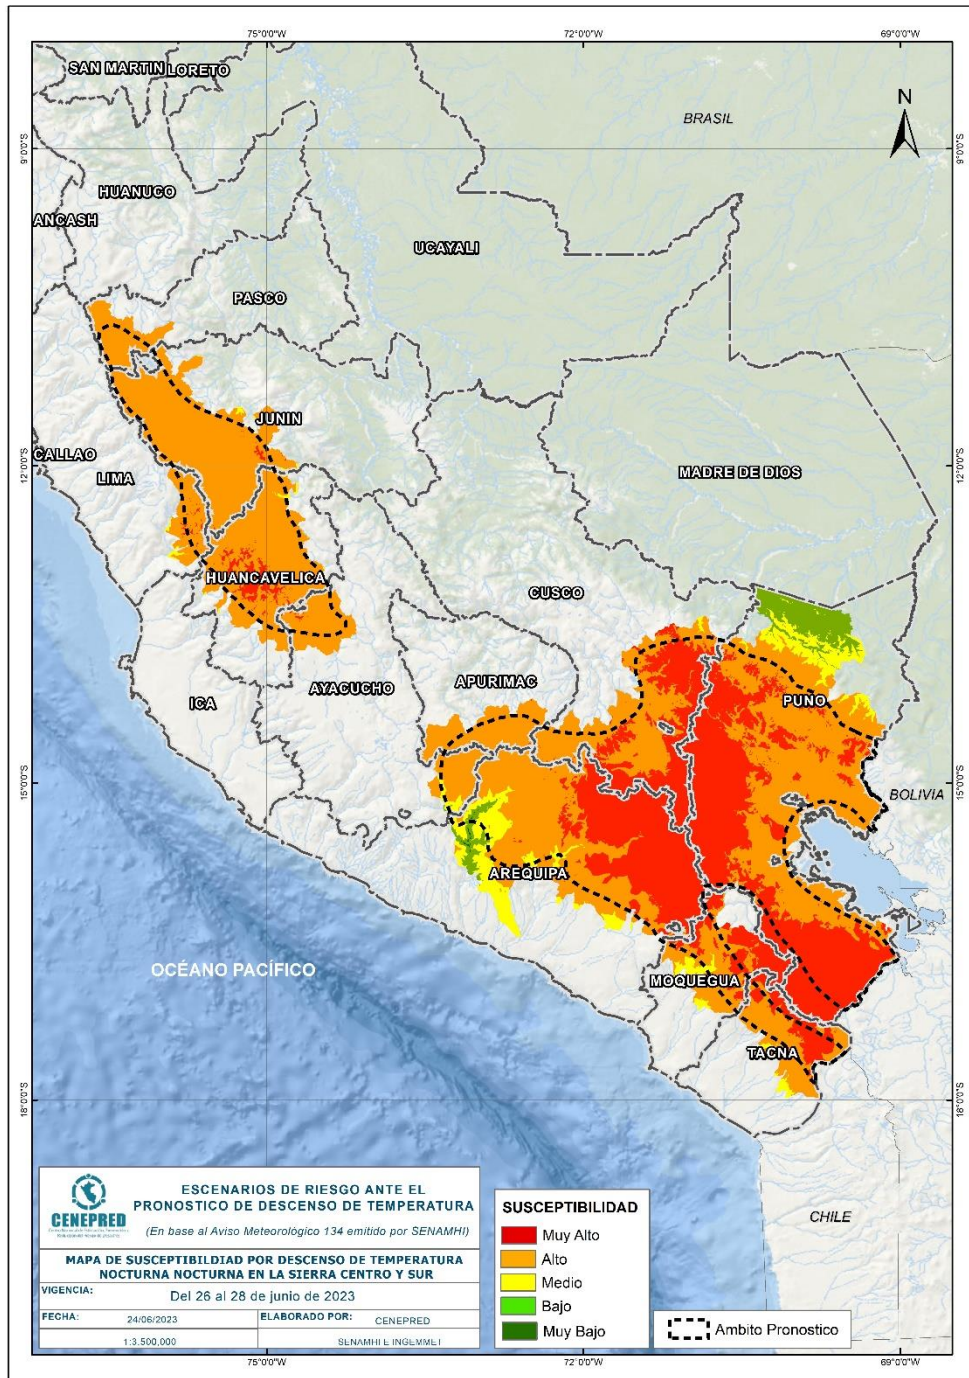 75°0'0"W 72°0'0"W 69°0'0"W
SAN MARTIN LORETO
BRASIL
N
9°0'0"S 9°0'0"S
HUANUCO
ANCASH
UCAYALI
PASCO
JUNIN
CALLAO
12°0'0"S 12°0'0"S
LIMA
MADRE DE DIOS
HUANCAVELICA
CUSCO
ICA
AYACUCHO
APURIMAC
PUNO
15°0'0"S 15°0'0"S
BOLIVIA
AREQUIPA
OCÉANO PACÍFICO
MOQUEGUA
TACNA
18°0'0"S 18°0'0"S
CHILE
CENEPRED
ESCENARIOS DE RIESGO ANTE EL
PRONOSTICO DE DESCENSO DE TEMPERATURA
(En base al Aviso Meteorológico 134 emitido por SENAMHI)
MAPA DE SUSCEPTIBILDIAD POR DESCENSO DE TEMPERATURA
NOCTURNA NOCTURNA EN LA SIERRA CENTRO Y SUR
VIGENCIA:
Del 26 al 28 de junio de 2023
FECHA: 24/06/2023 ELABORADO POR: CENEPRED
1:3,500,000 SENAMHI E INGEMMET
SUSCEPTIBILIDAD
Muy Alto
Alto
Medio
Bajo
Muy Bajo
Ambito Pronostico
75°0'0"W 72°0'0"W 69°0'0"W